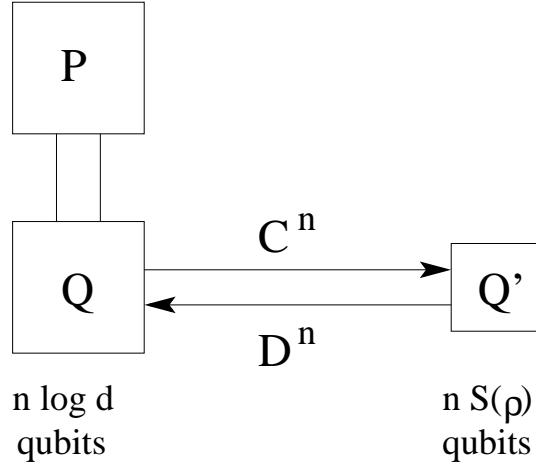 P
C^n
Q Q'
D^n
n log d n S(ρ)
qubits qubits